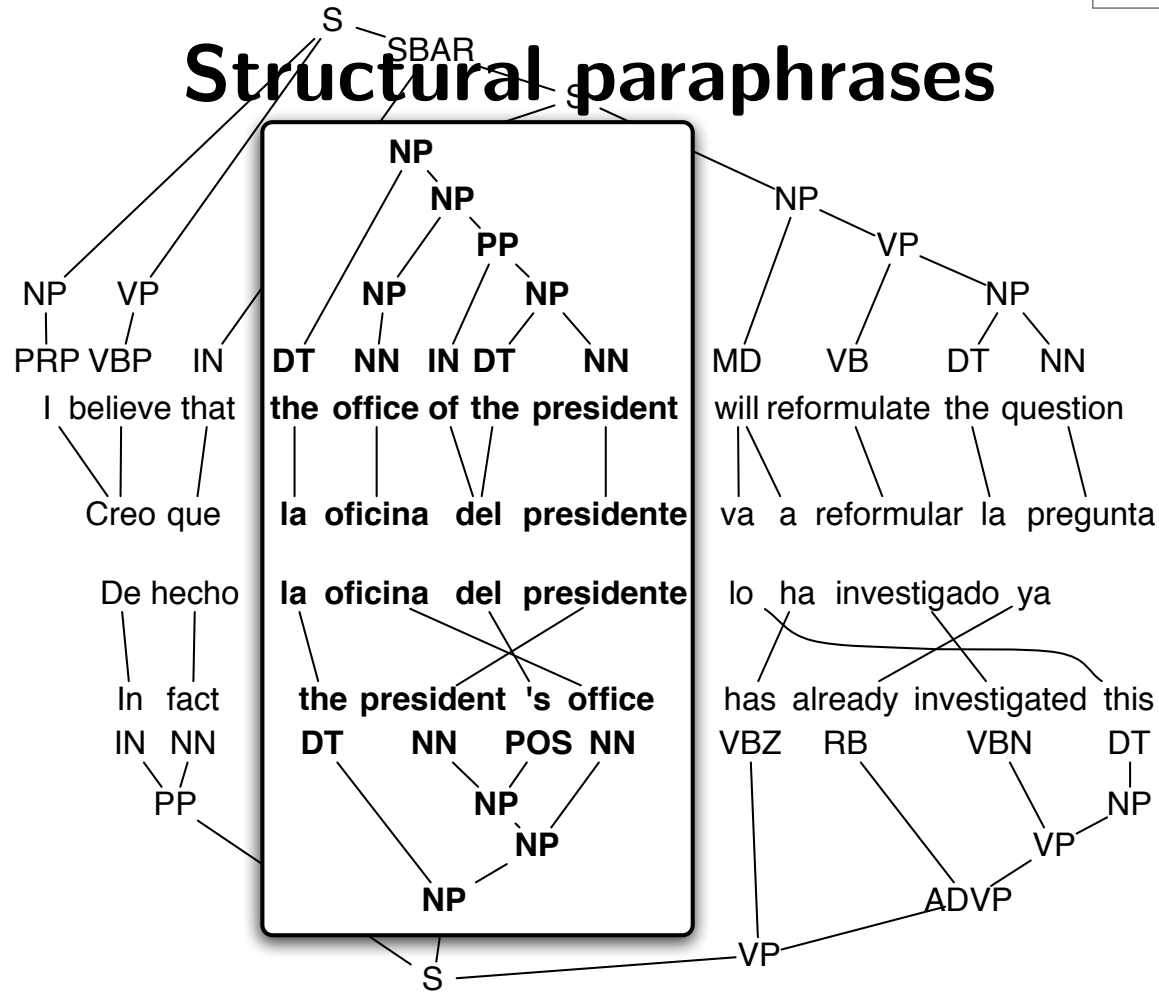 S
SBAR
Structural paraphrases
S
NP
NP NP
PP VP
NP VP NP NP NP
PRP VBP IN DT NN IN DT NN MD VB DT NN
I believe that the office of the president will reformulate the question
Creo que la oficina del presidente va a reformular la pregunta
De hecho la oficina del presidente lo ha investigado ya
In fact the president 's office has already investigated this
IN NN DT NN POS NN VBZ RB VBN DT
PP NP NP
NP VP
NP ADVP
VP
S